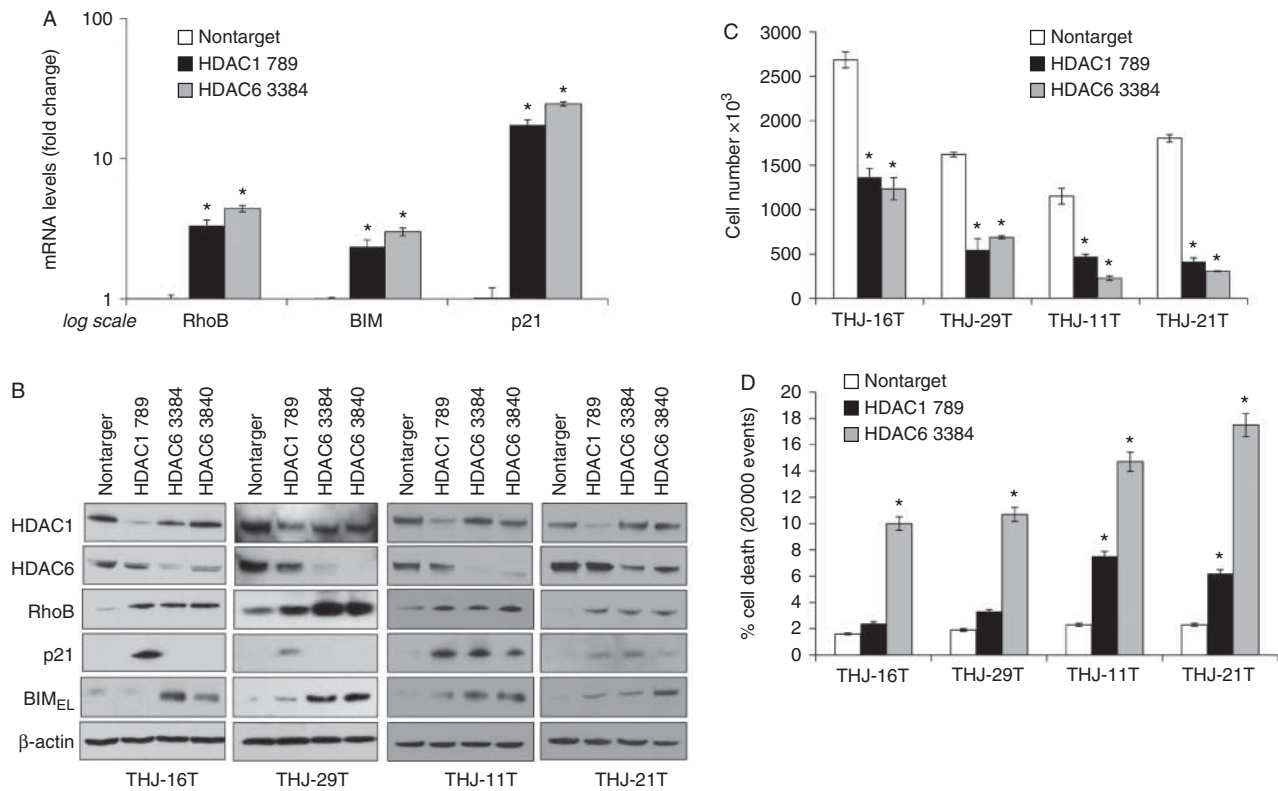 A
100
10
1
mRNA levels (fold change)
Nontarget
HDAC1 789
HDAC6 3384
* *
* *
* *
log scale
RhoB BIM p21
B
Nontarger HDAC1 789 HDAC6 3384 HDAC6 3840
Nontarger HDAC1 789 HDAC6 3384 HDAC6 3840
Nontarger HDAC1 789 HDAC6 3384 HDAC6 3840
Nontarger HDAC1 789 HDAC6 3384 HDAC6 3840
HDAC1
HDAC6
RhoB
p21
BIMEL
β-actin
THJ-16T THJ-29T THJ-11T THJ-21T
C
3000
2500
2000
1500
1000
500
0
Cell number ×10³
Nontarget
HDAC1 789
HDAC6 3384
* *
* *
* *
* *
THJ-16T THJ-29T THJ-11T THJ-21T
D
20
18
16
14
12
10
8
6
4
2
0
% cell death (20 000 events)
Nontarget
HDAC1 789
HDAC6 3384
*
*
* *
* *
THJ-16T THJ-29T THJ-11T THJ-21T